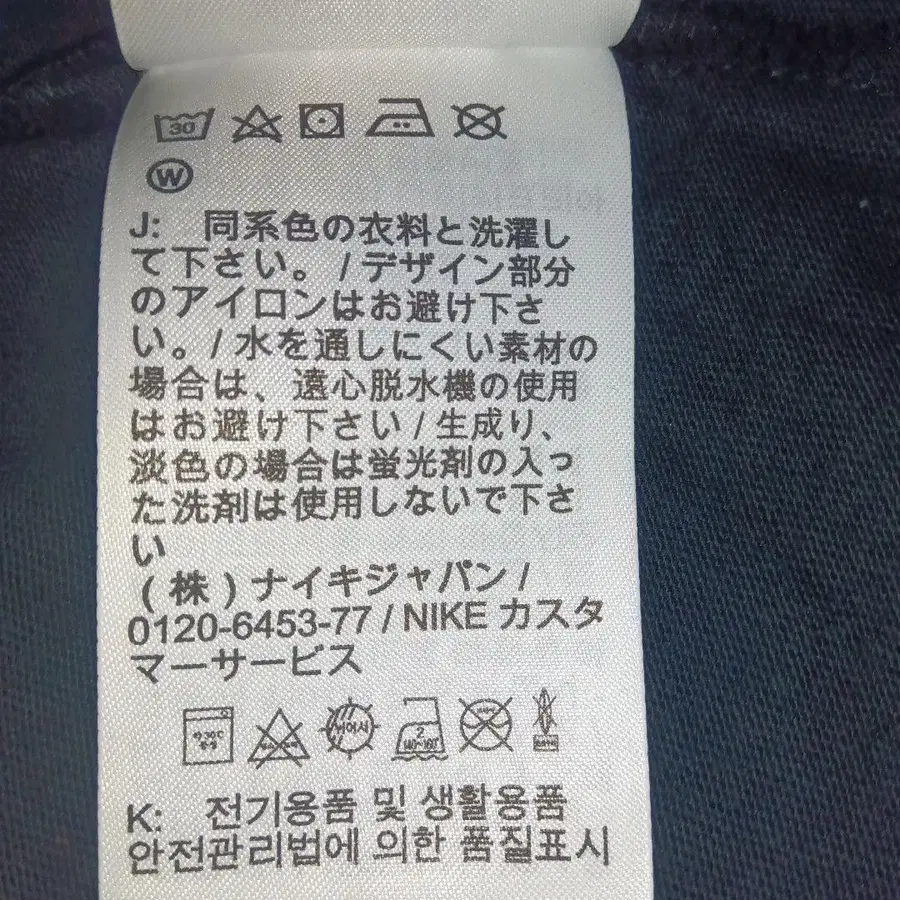 30
W
J: 同系色の衣料と洗濯し
て下さい。 / デザイン部分
のアイロンはお避け下さ
い。/ 水を通しにくい素材の
場合は、遠心脱水機の使用
はお避け下さい / 生成り、
淡色の場合は蛍光剤の入っ
た洗剤は使用しないで下さ
い
(株) ナイキジャパン /
0120-6453-77 / NIKE カスタ
マーサービス
2
140~160℃
K: 전기용품 및 생활용품
안전관리법에 의한 품질표시